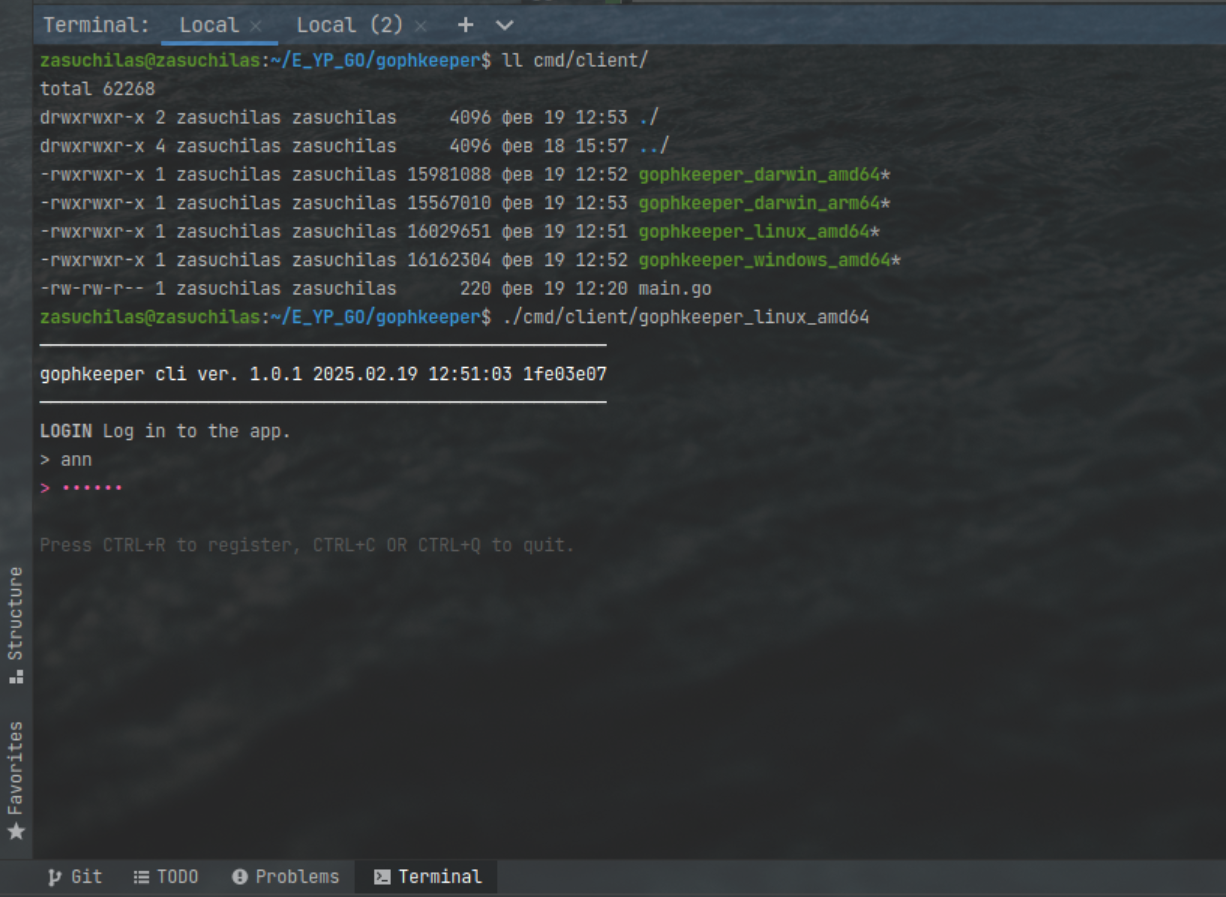 Terminal: Local × Local (2) × +
zasuchilas@zasuchilas:~/E_YP_GO/gophkeeper$ ll cmd/client/
total 62268
drwxrwxr-x 2 zasuchilas zasuchilas     4096 фев 19 12:53 ./
drwxrwxr-x 4 zasuchilas zasuchilas     4096 фев 18 15:57 ../
-rwxrwxr-x 1 zasuchilas zasuchilas 15981088 фев 19 12:52 gophkeeper_darwin_amd64*
-rwxrwxr-x 1 zasuchilas zasuchilas 15567010 фев 19 12:53 gophkeeper_darwin_arm64*
-rwxrwxr-x 1 zasuchilas zasuchilas 16029651 фев 19 12:51 gophkeeper_linux_amd64*
-rwxrwxr-x 1 zasuchilas zasuchilas 16162304 фев 19 12:52 gophkeeper_windows_amd64*
-rw-rw-r-- 1 zasuchilas zasuchilas      220 фев 19 12:20 main.go
zasuchilas@zasuchilas:~/E_YP_GO/gophkeeper$ ./cmd/client/gophkeeper_linux_amd64
gophkeeper cli ver. 1.0.1 2025.02.19 12:51:03 1fe03e07
LOGIN Log in to the app.
> ann
> ••••••
Press CTRL+R to register, CTRL+C OR CTRL+Q to quit.
Structure
Favorites
Git TODO Problems Terminal